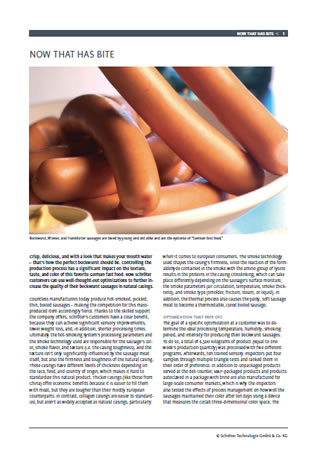 NOW THAT HAS BITE  1
NOW THAT HAS BITE
Bockwurst, Wiener, and Frankfurter sausages are loved by young and old alike and are the epitome of "German fast food".
Crisp, delicious, and with a look that makes your mouth water
– that's how the perfect bockwurst should be. Controlling the
production process has a significant impact on the texture,
taste, and color of this favorite German fast food. Now Schröter
customers can use well-thought-out optimizations to further in-
crease the quality of their bockwurst sausages in natural casings.
Countless manufacturers today produce hot-smoked, pickled,
thin, boiled sausages – making the competition for this mass-
produced item accordingly fierce. Thanks to the skilled support
the company offers, Schröter's customers have a clear benefit,
because they can achieve significant sensory improvements,
lower weight loss and, in addition, shorter processing times.
Ultimately the hot-smoking system's processing parameters and
the smoke technology used are responsible for the sausage's col-
or, smoke flavor, and texture (i.e. the casing toughness), and the
texture isn't only significantly influenced by the sausage meat
itself, but also the firmness and toughness of the natural casing.
These casings have different levels of thickness depending on
the race, food, and country of origin, which makes it hard to
standardize this natural product. Thicker casings (like those from
China) offer economic benefits because it is easier to fill them
with meat, but they are tougher than their mostly European
counterparts. In contrast, collagen casings are easier to standard-
ize, but aren't as widely accepted as natural casings, particularly
when it comes to European consumers. The smoke technology
used shapes the casing's firmness, since the reaction of the form-
aldehyde contained in the smoke with the amino group of lysine
results in the proteins in the casing crosslinking, which can take
place differently depending on the sausage's surface moisture,
the smoke parameters (air circulation, temperature, smoke thick-
ness), and smoke type (smolder, friction, steam, or liquid). In
addition, the thermal process also causes the pasty, soft sausage
meat to become a thermostable, cured boiled sausage.
OPTIMIZATION THAT PAYS OFF
The goal of a specific optimization at a customer was to de-
termine the ideal processing temperature, humidity, smoking
period, and intensity for producing their bockwurst sausages.
To do so, a total of 6,500 kilograms of product (equal to one
week's production quantity) was processed with five different
programs. Afterwards, ten trained sensory inspectors put four
samples through multiple triangle tests and ranked them in
their order of preference. In addition to unpackaged products
served at the deli counter, MAP-packaged products and products
autoclaved in a package with brine are also manufactured for
large-scale consumer markets, which is why the inspectors
also tested the effects of process management on how well the
sausages maintained their color after ten days using a device
that measures the CIELab three-dimensional color space. The
© Schröter Technologie GmbH & Co. KG